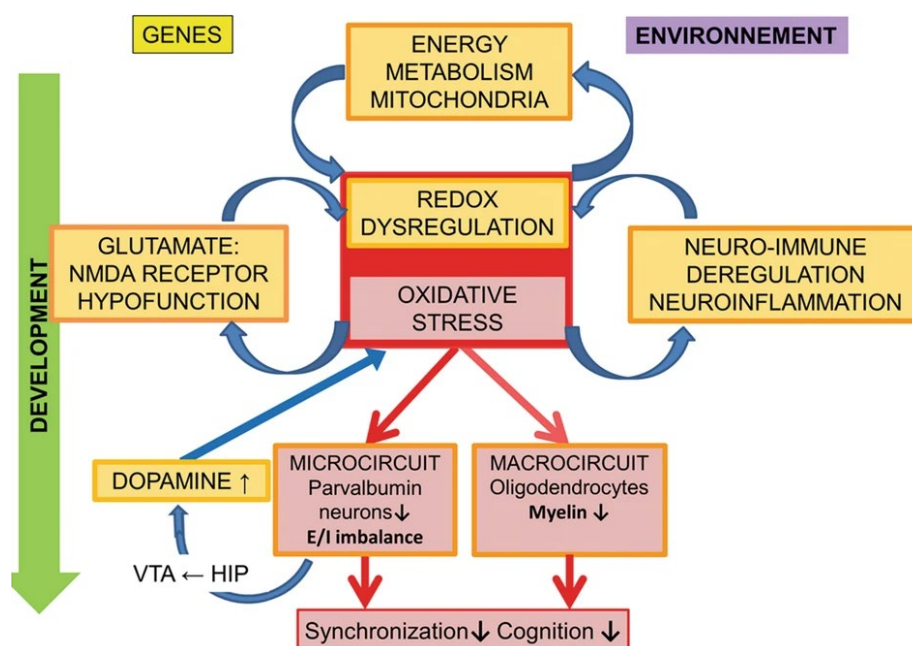 GENES
ENVIRONNEMENT
ENERGY
METABOLISM
MITOCHONDRIA
REDOX
DYSREGULATION
GLUTAMATE:
NMDA RECEPTOR
HYPOFUNCTION
NEURO-IMMUNE
DEREGULATION
NEUROINFLAMMATION
OXIDATIVE
STRESS
DEVELOPMENT
DOPAMINE ↑
MICROCIRCUIT
Parvalbumin
neurons↓
E/I imbalance
MACROCIRCUIT
Oligodendrocytes
Myelin ↓
VTA ← HIP
Synchronization↓ Cognition ↓